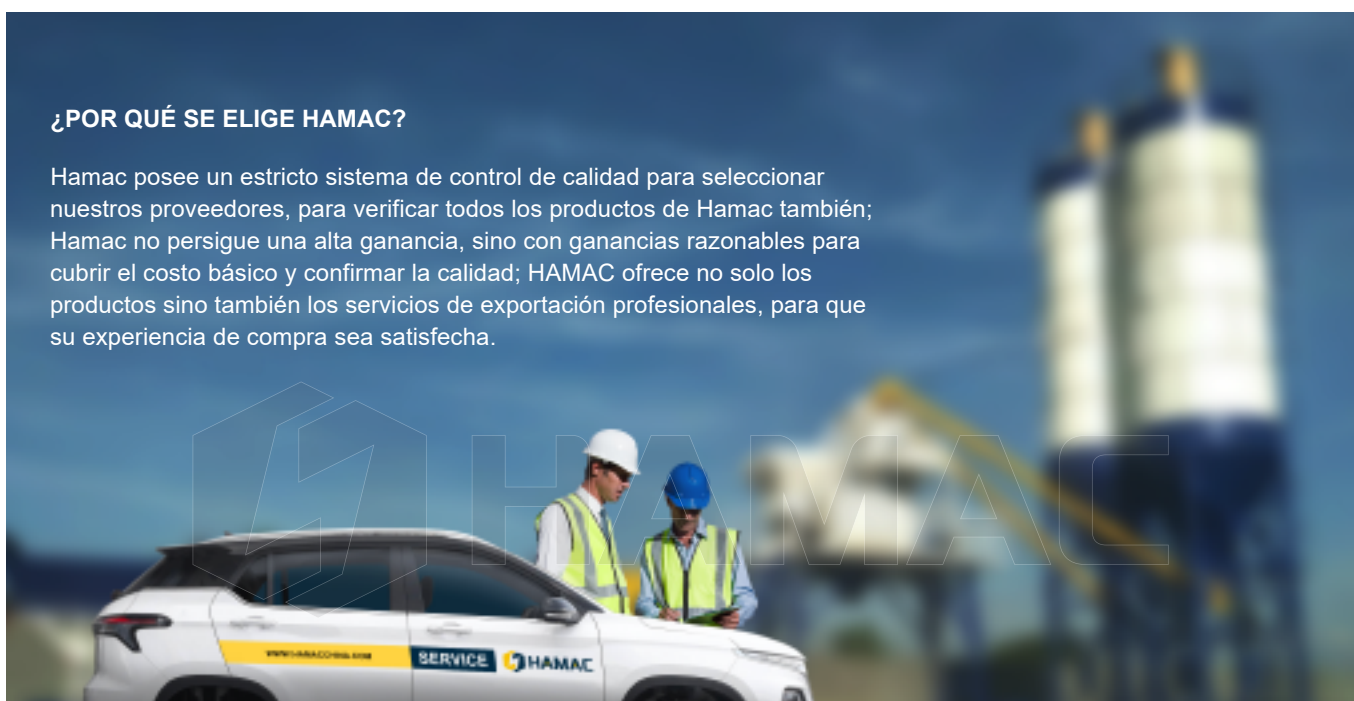 ¿POR QUÉ SE ELIGE HAMAC?
Hamac posee un estricto sistema de control de calidad para seleccionar
nuestros proveedores, para verificar todos los productos de Hamac también;
Hamac no persigue una alta ganancia, sino con ganancias razonables para
cubrir el costo básico y confirmar la calidad; HAMAC ofrece no solo los
productos sino también los servicios de exportación profesionales, para que
su experiencia de compra sea satisfecha.
HAMAC
WWW.HAMACCHINA.COM
SERVICE
HAMAC